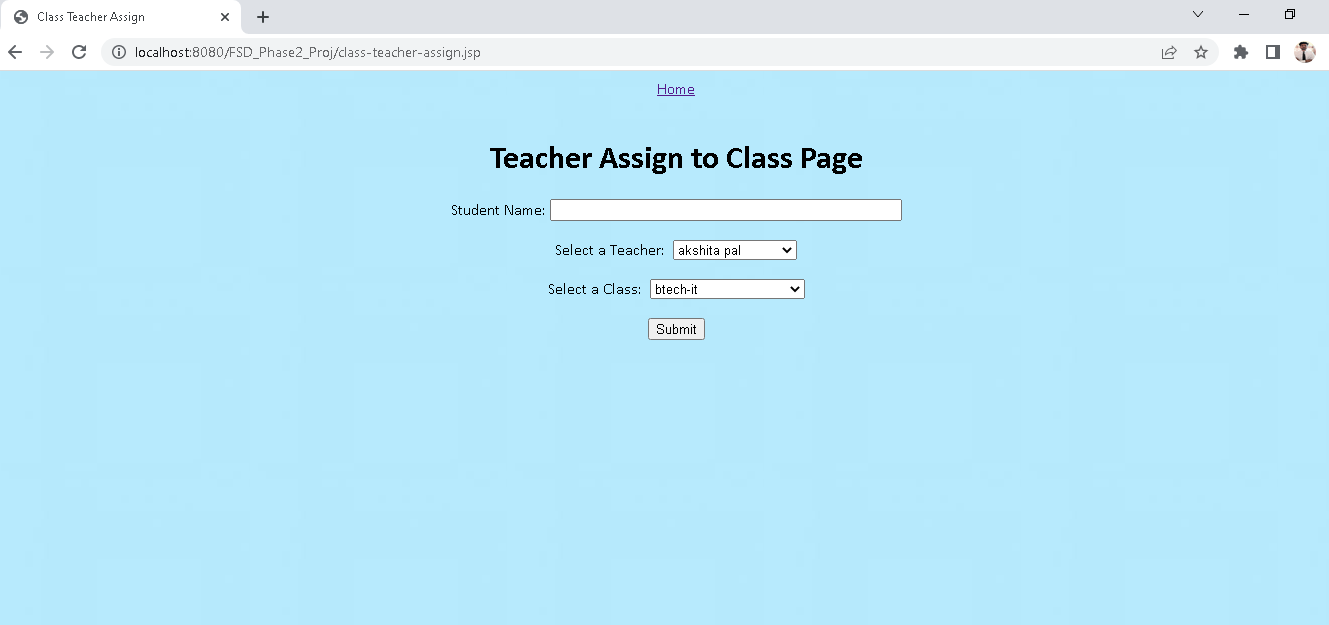 Class Teacher Assign
localhost:8080/FSD_Phase2_Proj/class-teacher-assign.jsp
Home
Teacher Assign to Class Page
Student Name:
Select a Teacher: akshita pal
Select a Class: btech-it
Submit